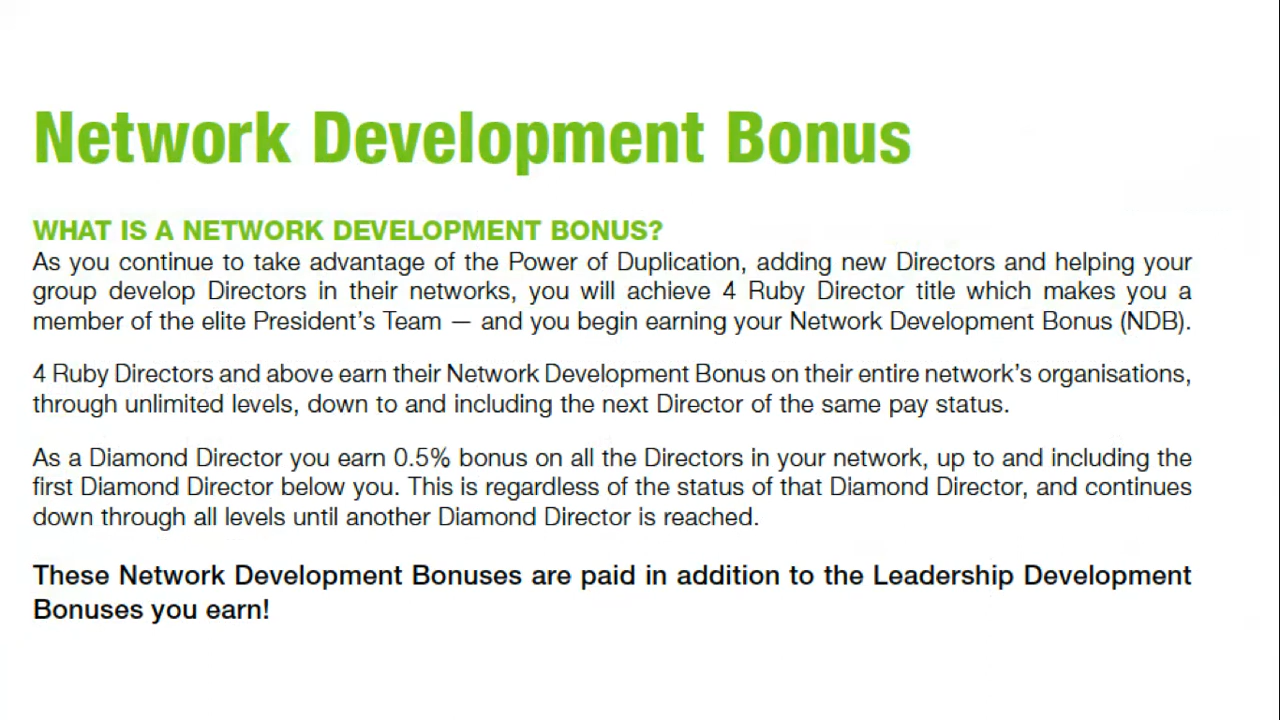 Network Development Bonus
WHAT IS A NETWORK DEVELOPMENT BONUS?
As you continue to take advantage of the Power of Duplication, adding new Directors and helping your
group develop Directors in their networks, you will achieve 4 Ruby Director title which makes you a
member of the elite President's Team — and you begin earning your Network Development Bonus (NDB).
4 Ruby Directors and above earn their Network Development Bonus on their entire network's organisations,
through unlimited levels, down to and including the next Director of the same pay status.
As a Diamond Director you earn 0.5% bonus on all the Directors in your network, up to and including the
first Diamond Director below you. This is regardless of the status of that Diamond Director, and continues
down through all levels until another Diamond Director is reached.
These Network Development Bonuses are paid in addition to the Leadership Development
Bonuses you earn!